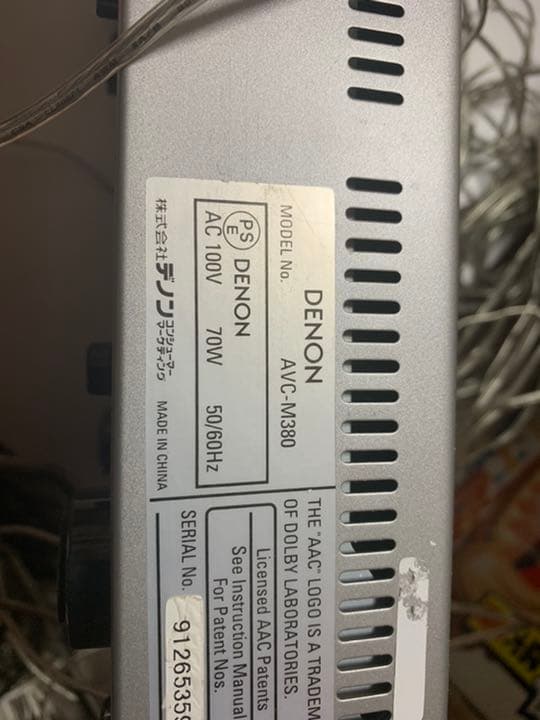 DENON
MODEL No. AVC-M380
PS
E
DENON
AC 100V 70W 50/60Hz
株式会社デノン コンシューマー
マーケティング
MADE IN CHINA
THE "AAC" LOGO IS A TRADEM
OF DOLBY LABORATORIES.
Licensed AAC Patents
See Instruction Manual
For Patent Nos.
SERIAL No. 9126535